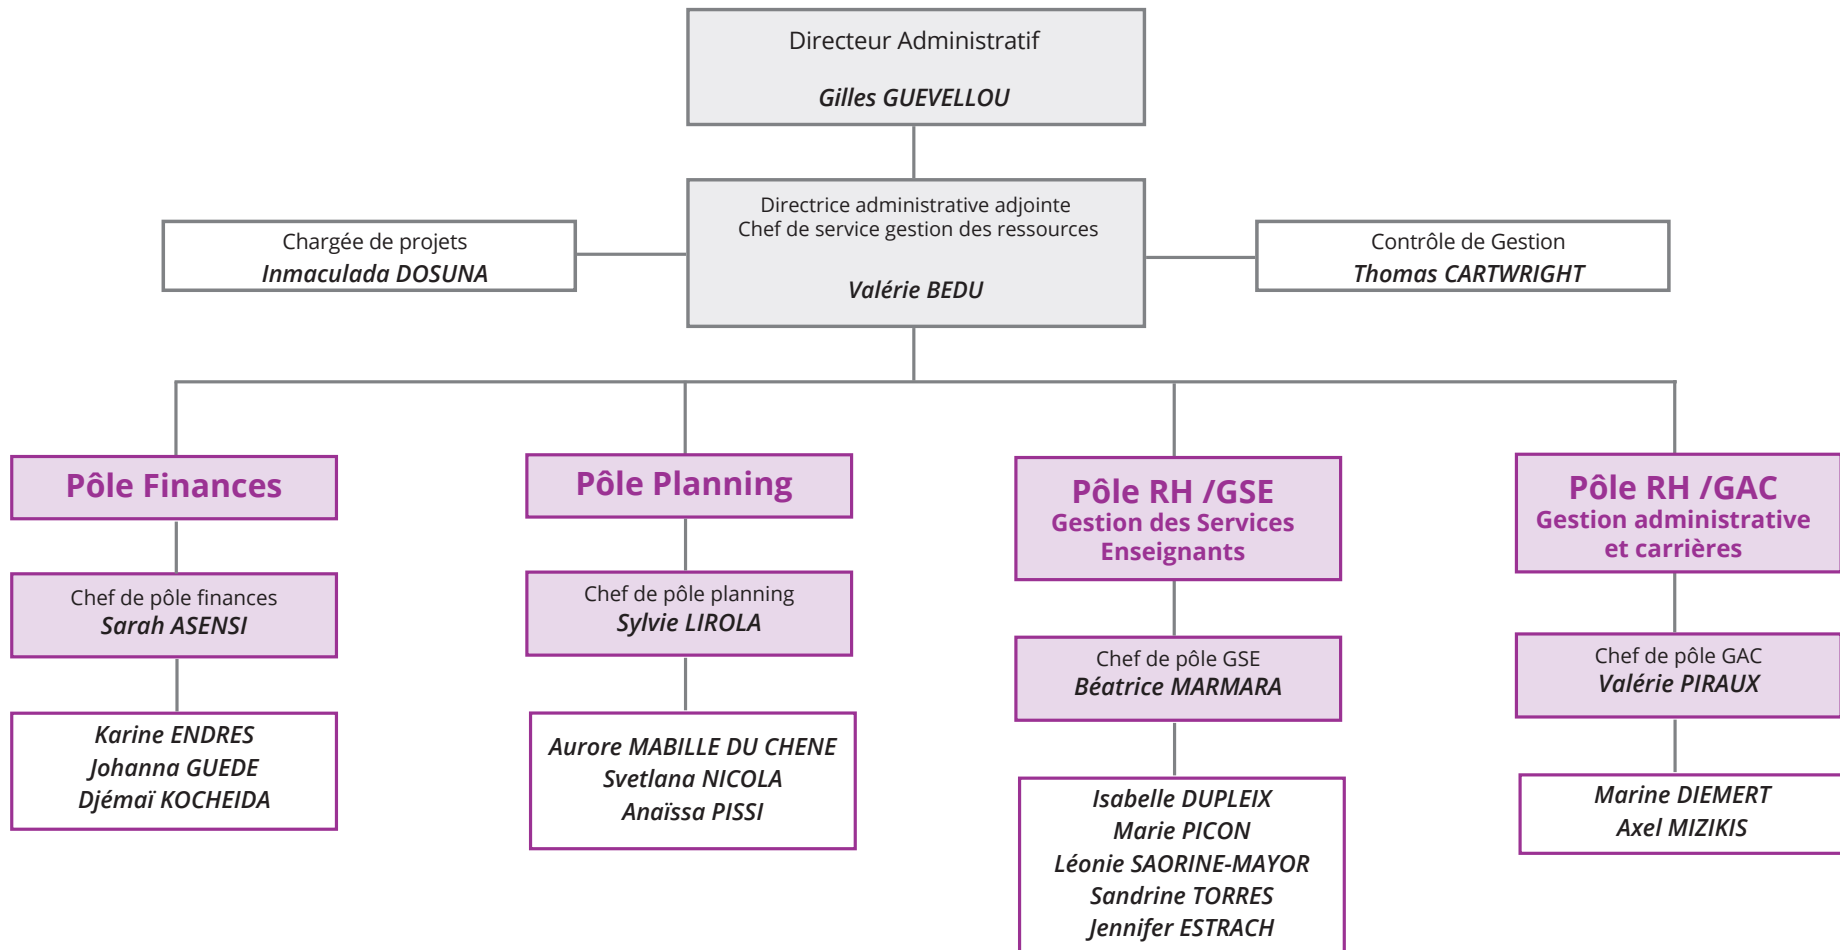 Directeur Administratif
Gilles GUEVELLOU
Directrice administrative adjointe
Chef de service gestion des ressources
Valérie BEDU
Chargée de projets
Inmaculada DOSUNA
Contrôle de Gestion
Thomas CARTWRIGHT
Pôle Finances
Chef de pôle finances
Sarah ASENSI
Karine ENDRES
Johanna GUEDE
Djémaï KOCHEIDA
Pôle Planning
Chef de pôle planning
Sylvie LIROLA
Aurore MABILLE DU CHENE
Svetlana NICOLA
Anaïssa PISSI
Pôle RH /GSE
Gestion des Services
Enseignants
Chef de pôle GSE
Béatrice MARMARA
Isabelle DUPLEIX
Marie PICON
Léonie SAORINE-MAYOR
Sandrine TORRES
Jennifer ESTRACH
Pôle RH /GAC
Gestion administrative
et carrières
Chef de pôle GAC
Valérie PIRAUX
Marine DIEMERT
Axel MIZIKIS